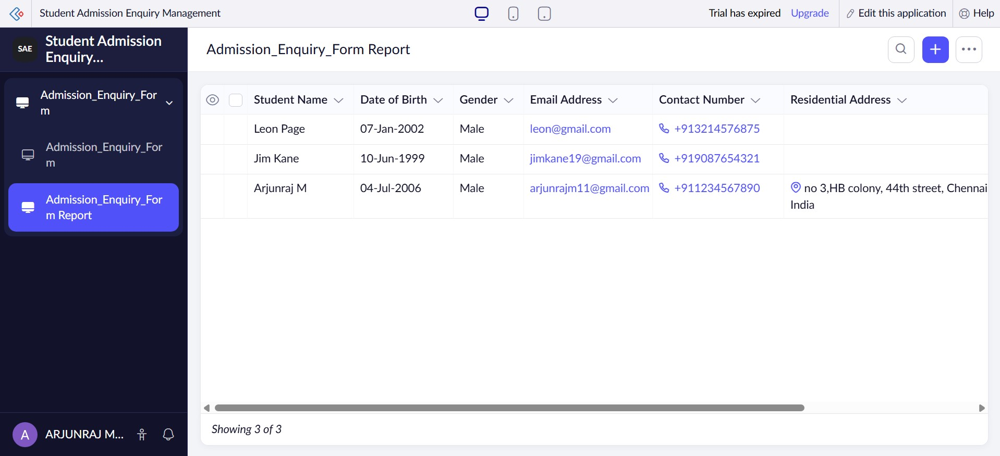 Student Admission Enquiry Management
Trial has expired
Upgrade
Edit this application
Help
SAE
Student Admission
Enquiry...
Admission_Enquiry_For
m
Admission_Enquiry_For
m
Admission_Enquiry_For
m Report
A
ARJUNRAJ M...
Admission_Enquiry_Form Report
Student Name Date of Birth Gender Email Address Contact Number Residential Address
Leon Page 07-Jan-2002 Male leon@gmail.com +913214576875
Jim Kane 10-Jun-1999 Male jimkane19@gmail.com +919087654321
Arjunraj M 04-Jul-2006 Male arjunrajm11@gmail.com +911234567890 no 3,HB colony, 44th street, Chennai
India
Showing 3 of 3